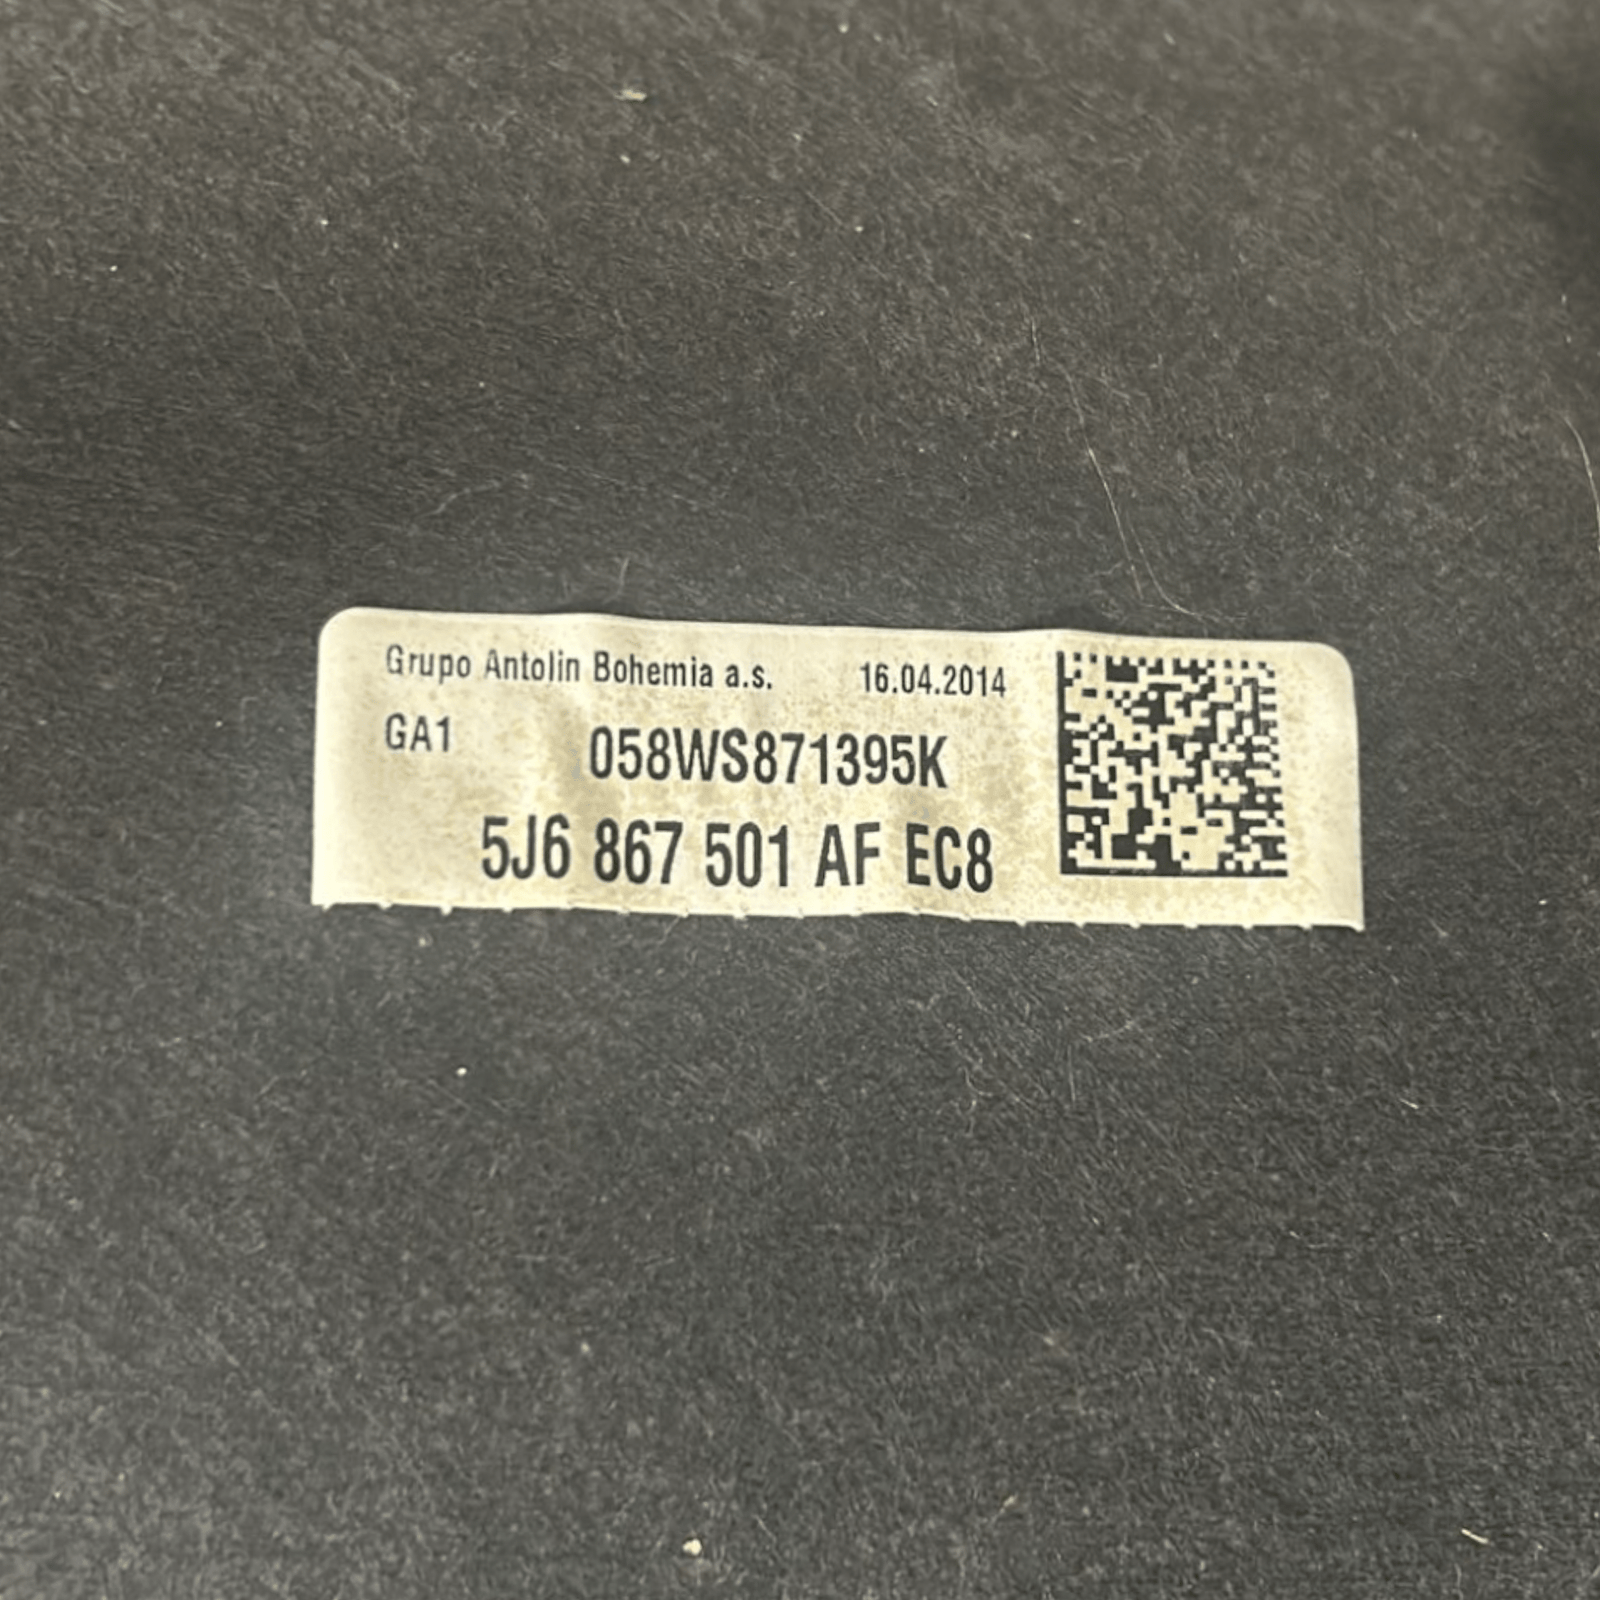 Grupo Antolin Bohemia a.s. 16.04.2014
GA1 058WS871395K
5J6 867 501 AF EC8